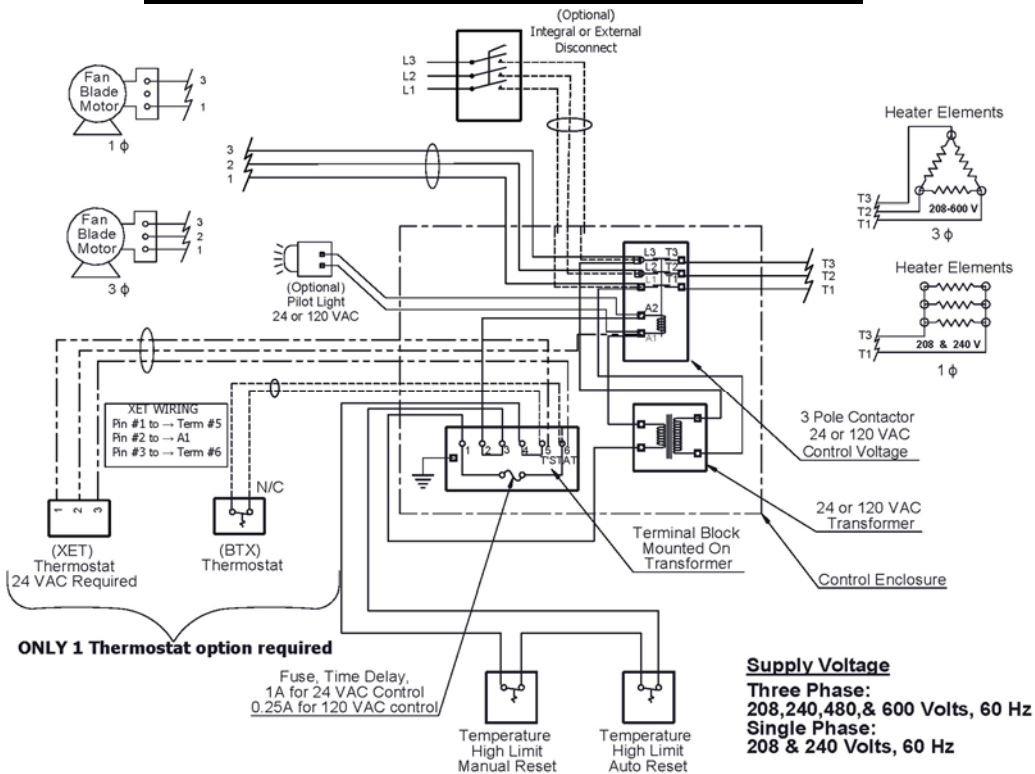 (Optional)
Integral or External
Disconnect
L3
L2
L1
Fan
Blade
Motor
3
1
1 ϕ
3
2
1
Fan
Blade
Motor
3
2
1
3 ϕ
(Optional)
Pilot Light
24 or 120 VAC
Heater Elements
T3
T2
T1
208-600 V
3 ϕ
Heater Elements
T3
T1
208 & 240 V
1 ϕ
L3 T3
L2 T2
L1 T1
A2
A1
T3
T2
T1
XET WIRING
Pin #1 to → Term #5
Pin #2 to → A1
Pin #3 to → Term #6
1 2 3 4 5 6
T'STAT
3 Pole Contactor
24 or 120 VAC
Control Voltage
24 or 120 VAC
Transformer
Terminal Block
Mounted On
Transformer
Control Enclosure
1 2 3
(XET)
Thermostat
24 VAC Required
N/C
(BTX)
Thermostat
ONLY 1 Thermostat option required
Fuse, Time Delay,
1A for 24 VAC Control
0.25A for 120 VAC control
Temperature
High Limit
Manual Reset
Temperature
High Limit
Auto Reset
Supply Voltage
Three Phase:
208,240,480,& 600 Volts, 60 Hz
Single Phase:
208 & 240 Volts, 60 Hz